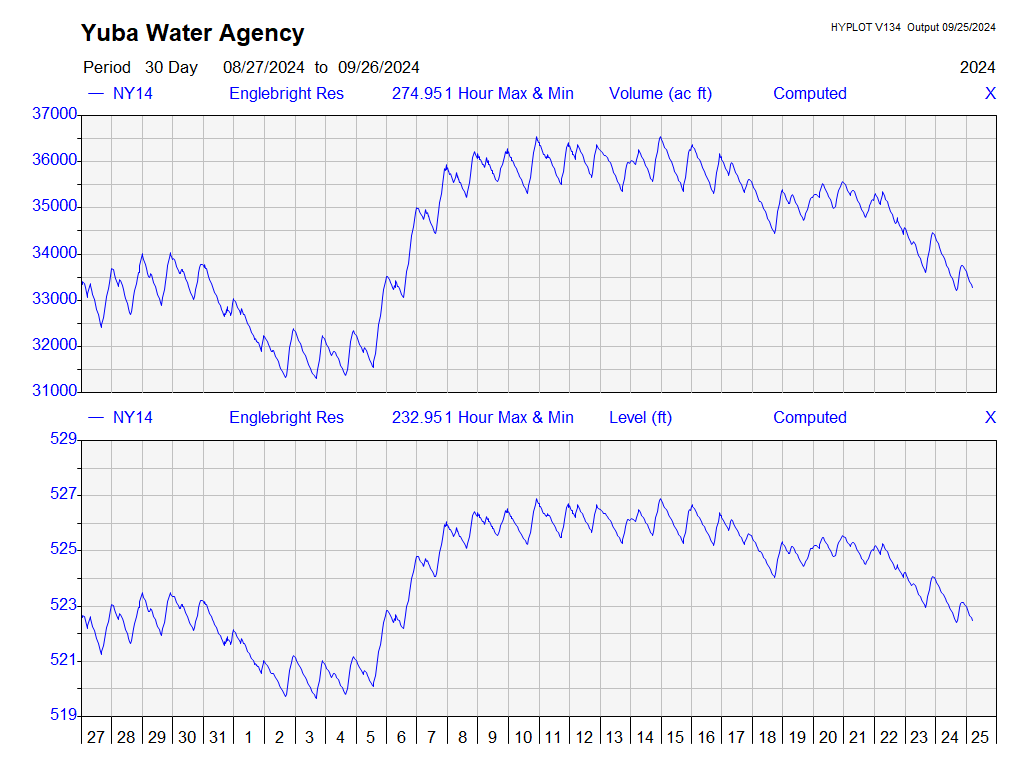 Yuba Water Agency
HYPLOT V134 Output 09/25/2024
Period 30 Day 08/27/2024 to 09/26/2024
2024
NY14 Englebright Res 274.951 Hour Max & Min Volume (ac ft) Computed X
37000
36000
35000
34000
33000
32000
31000
NY14 Englebright Res 232.951 Hour Max & Min Level (ft) Computed X
529
527
525
523
521
519
27 28 29 30 31 1 2 3 4 5 6 7 8 9 10 11 12 13 14 15 16 17 18 19 20 21 22 23 24 25